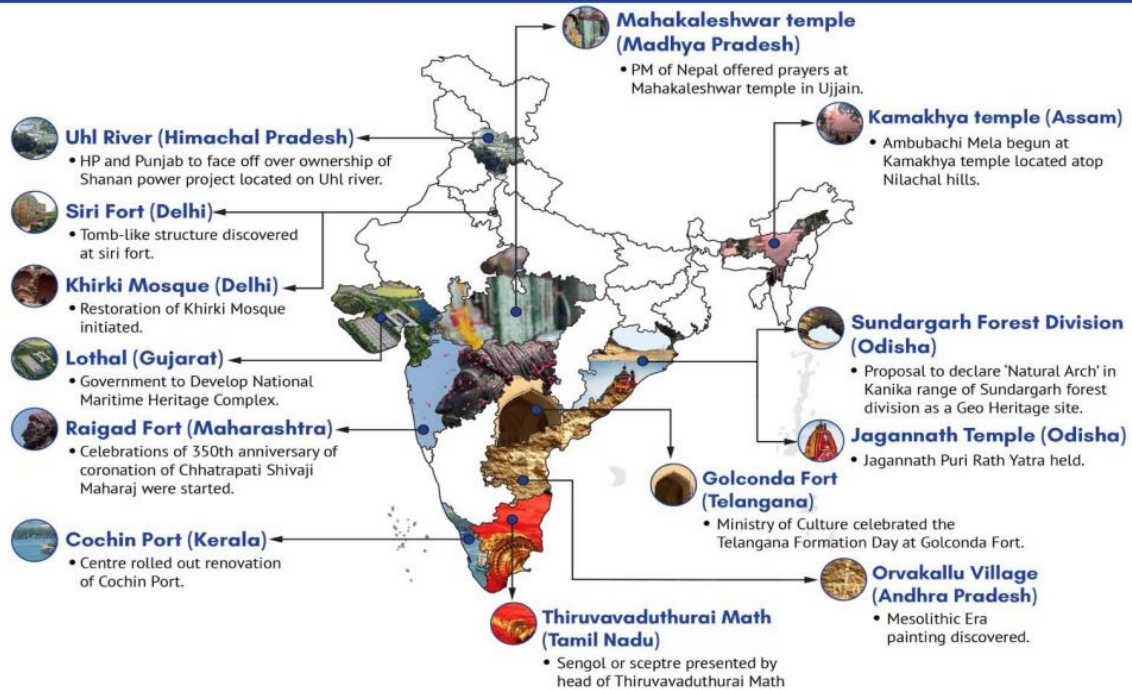 Mahakaleshwar temple
(Madhya Pradesh)
• PM of Nepal offered prayers at
Mahakaleshwar temple in Ujjain.
Uhl River (Himachal Pradesh)
• HP and Punjab to face off over ownership of
Shanan power project located on Uhl river.
Siri Fort (Delhi)
• Tomb-like structure discovered
at siri fort.
Khirki Mosque (Delhi)
• Restoration of Khirki Mosque
initiated.
Lothal (Gujarat)
• Government to Develop National
Maritime Heritage Complex.
Raigad Fort (Maharashtra)
• Celebrations of 350th anniversary of
coronation of Chhatrapati Shivaji
Maharaj were started.
Cochin Port (Kerala)
• Centre rolled out renovation
of Cochin Port.
Kamakhya temple (Assam)
• Ambubachi Mela begun at
Kamakhya temple located atop
Nilachal hills.
Sundargarh Forest Division
(Odisha)
• Proposal to declare ‘Natural Arch’ in
Kanika range of Sundargarh forest
division as a Geo Heritage site.
Jagannath Temple (Odisha)
• Jagannath Puri Rath Yatra held.
Golconda Fort
(Telangana)
• Ministry of Culture celebrated the
Telangana Formation Day at Golconda Fort.
Orvakallu Village
(Andhra Pradesh)
• Mesolithic Era
painting discovered.
Thiruvavaduthurai Math
(Tamil Nadu)
• Sengol or sceptre presented by
head of Thiruvavaduthurai Math